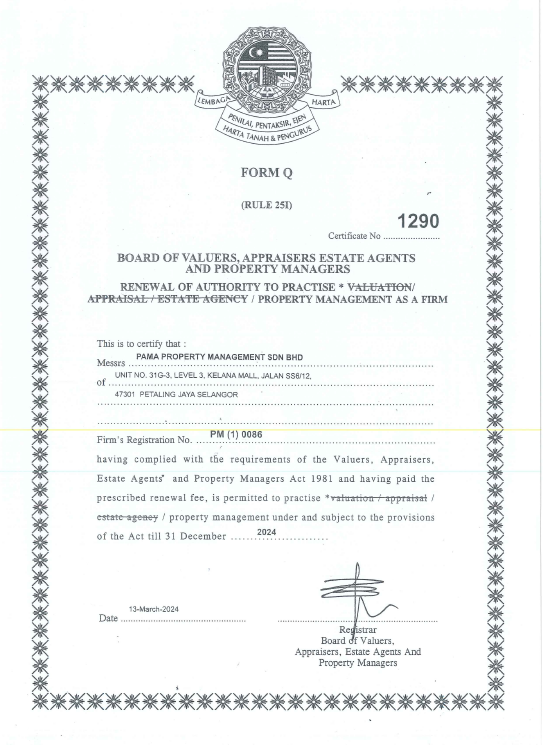 LEMBAGA
HARTA
PENILAI, PENTAKSIR, EJEN
HARTA TANAH & PENGURUS
FORM Q
(RULE 25I)
1290
Certificate No ......................
BOARD OF VALUERS, APPRAISERS ESTATE AGENTS
AND PROPERTY MANAGERS
RENEWAL OF AUTHORITY TO PRACTISE * VALUATION/
APPRAISAL / ESTATE AGENCY / PROPERTY MANAGEMENT AS A FIRM
This is to certify that :
Messrs PAMA PROPERTY MANAGEMENT SDN BHD
of UNIT NO. 31G-3, LEVEL 3, KELANA MALL, JALAN SS6/12,
47301 PETALING JAYA SELANGOR
Firm's Registration No. PM (1) 0086
having complied with the requirements of the Valuers, Appraisers,
Estate Agents' and Property Managers Act 1981 and having paid the
prescribed renewal fee, is permitted to practise *valuation / appraisal /
estate agency / property management under and subject to the provisions
of the Act till 31 December 2024
Date 13-March-2024
Registrar
Board of Valuers,
Appraisers, Estate Agents And
Property Managers